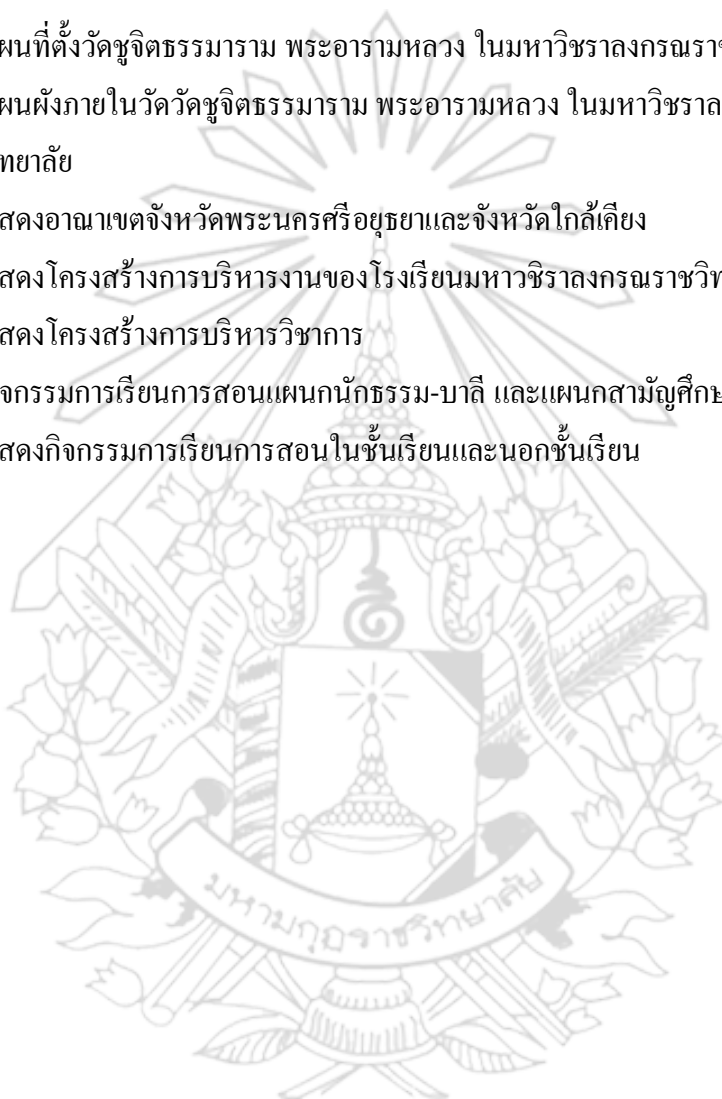 ผนที่ตั้งวัดชูจิตธรรมาราม พระอารามหลวง ในมหาวิชราลงกรณราช
ผนผังภายในวัดวัดชูจิตธรรมาราม พระอารามหลวง ในมหาวิชราล
ทยาลัย
สดงอาณาเขตจังหวัดพระนครศรีอยุธยาและจังหวัดใกล้เคียง
สดงโครงสร้างการบริหารงานของโรงเรียนมหาวชิราลงกรณราชวิท
สดงโครงสร้างการบริหารวิชาการ
จกรรมการเรียนการสอนแผนกนักธรรม-บาลี และแผนกสามัญศึกษ
สดงกิจกรรมการเรียนการสอนในชั้นเรียนและนอกชั้นเรียน
มหามกุฏราชวิทยาลัย